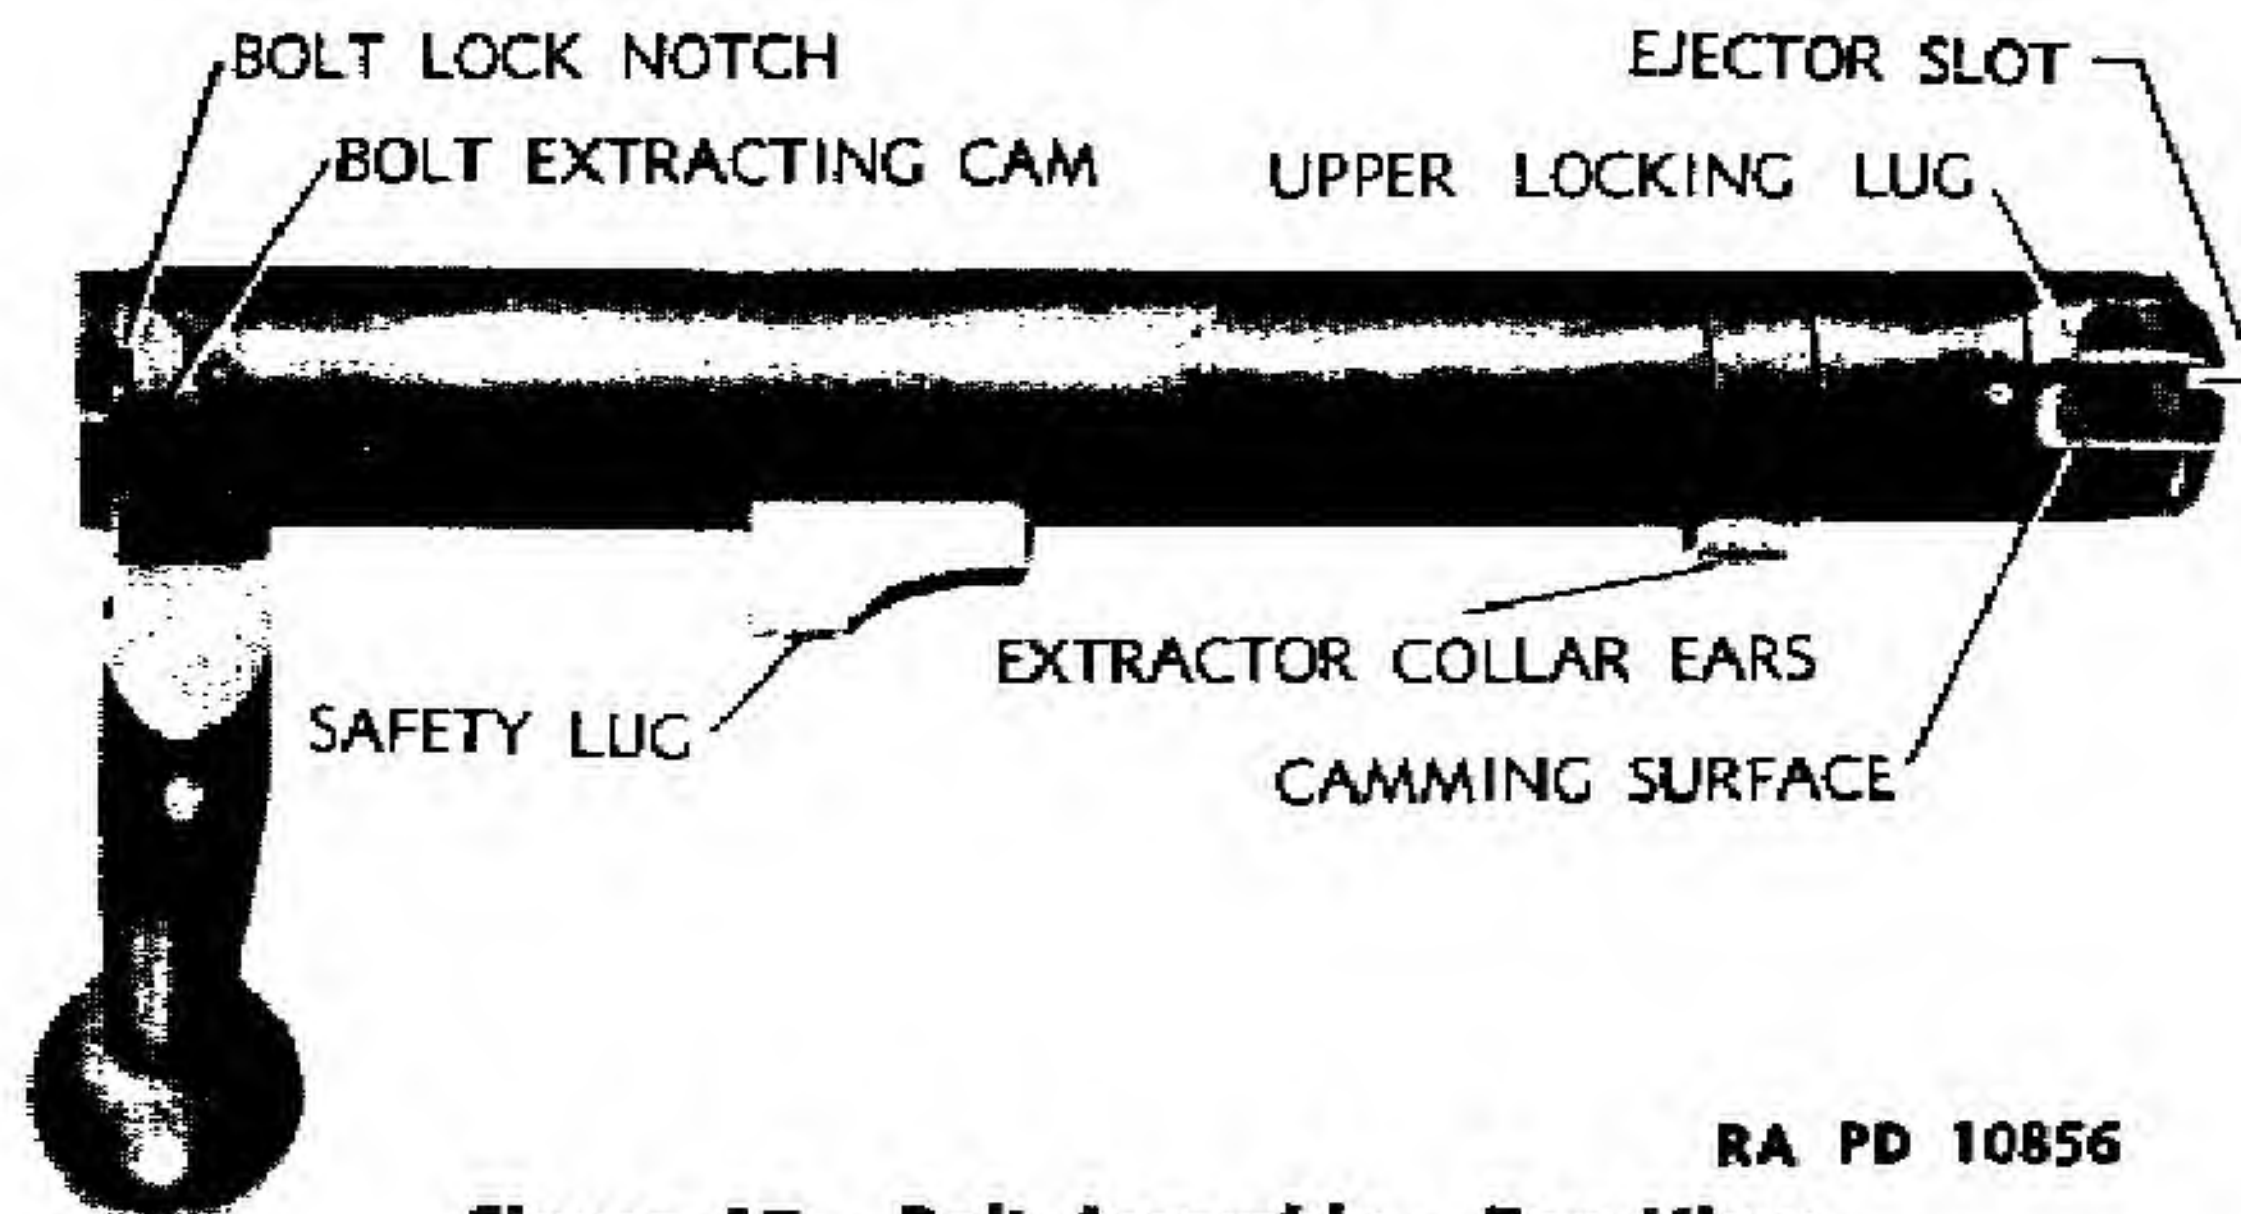 BOLT LOCK NOTCH
EJECTOR SLOT
BOLT EXTRACTING CAM
UPPER LOCKING LUG
EXTRACTOR COLLAR EARS
SAFETY LUG
CAMMING SURFACE
RA PD 10856